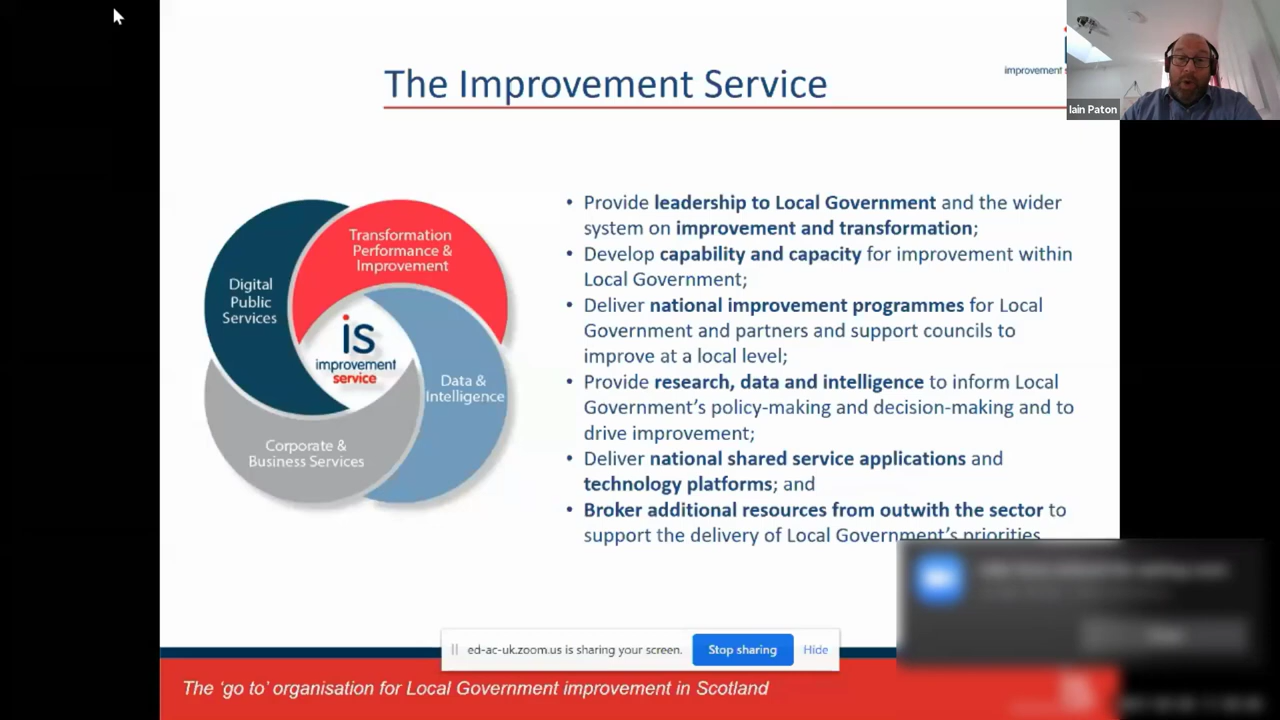 The Improvement Service
improvement
Iain Paton
Transformation
Performance &
Improvement
Digital
Public
Services
is
improvement
service
Data &
Intelligence
Corporate &
Business Services
• Provide leadership to Local Government and the wider
system on improvement and transformation;
• Develop capability and capacity for improvement within
Local Government;
• Deliver national improvement programmes for Local
Government and partners and support councils to
improve at a local level;
• Provide research, data and intelligence to inform Local
Government's policy-making and decision-making and to
drive improvement;
• Deliver national shared service applications and
technology platforms; and
• Broker additional resources from outwith the sector to
support the delivery of Local Government's priorities
ed-ac-uk.zoom.us is sharing your screen.
Stop sharing
Hide
The 'go to' organisation for Local Government improvement in Scotland